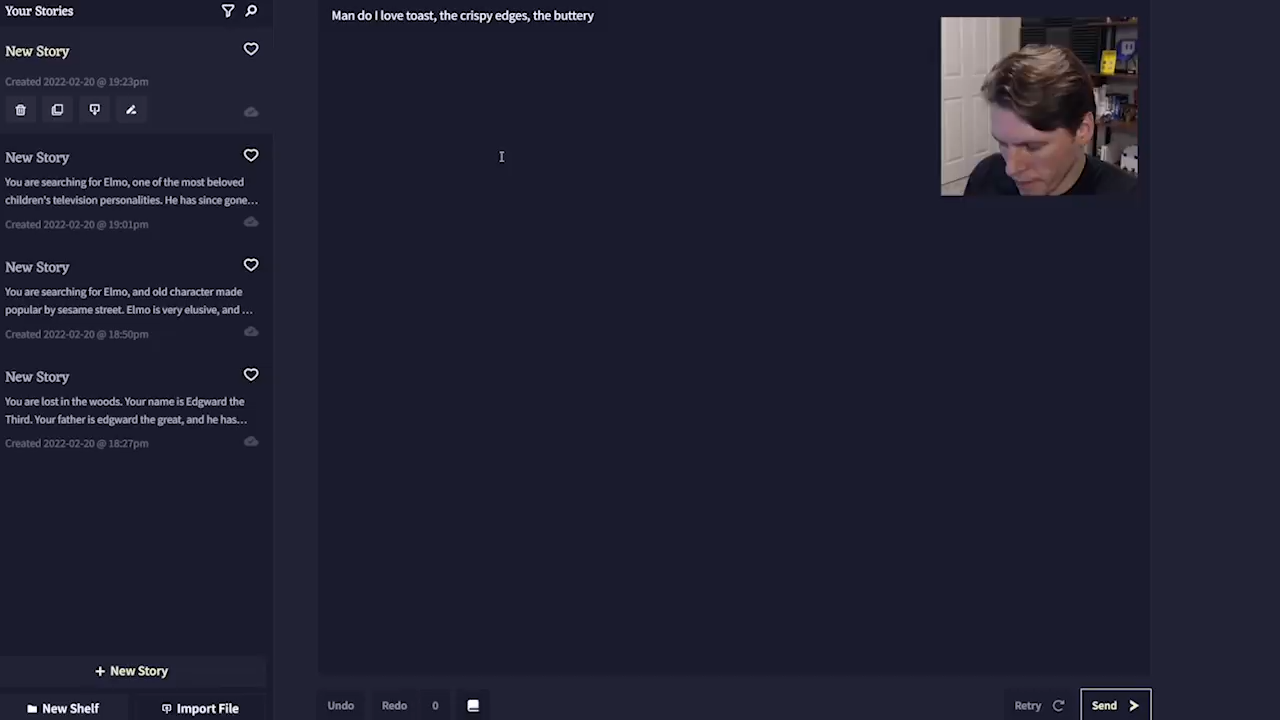 Your Stories
New Story
Created 2022-02-20 @ 19:23pm
New Story
You are searching for Elmo, one of the most beloved
children's television personalities. He has since gone...
Created 2022-02-20 @ 19:01pm
New Story
You are searching for Elmo, and old character made
popular by sesame street. Elmo is very elusive, and ...
Created 2022-02-20 @ 18:50pm
New Story
You are lost in the woods. Your name is Edgward the
Third. Your father is edgward the great, and he has...
Created 2022-02-20 @ 18:27pm
+ New Story
New Shelf
Import File
Man do I love toast, the crispy edges, the buttery
Undo
Redo
0
Retry
Send